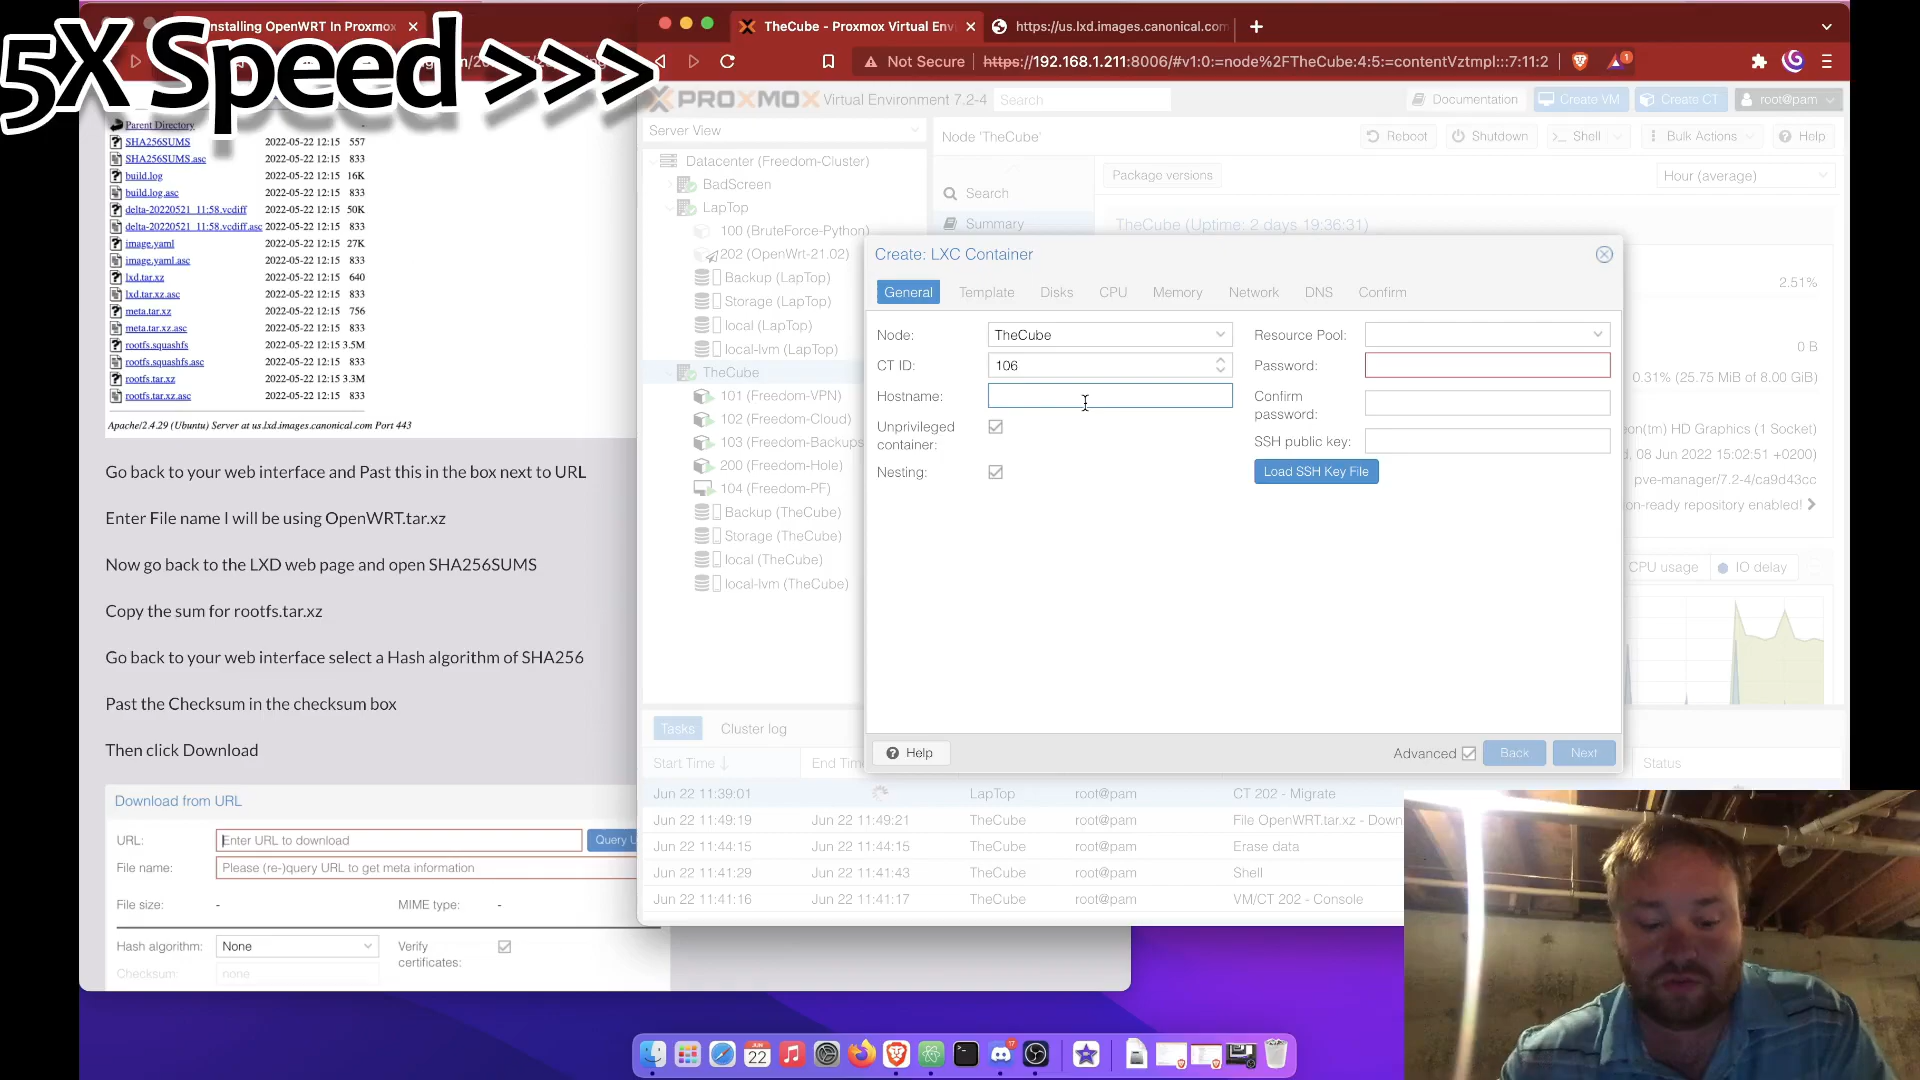 5X Speed >>>
nstalling OpenWRT In Proxmo
TheCube - Proxmox Virtual En
https://us.lxd.images.canonical.com
Not Secure
https://192.168.1.211:8006/#v1:0:=node%2FTheCube:4:5:=contentVztmpl:::7:11:2
1
Parent Directory -
SHA256SUMS 2022-05-22 12:15 557
SHA256SUMS.asc 2022-05-22 12:15 833
build.log 2022-05-22 12:15 16K
build.log.asc 2022-05-22 12:15 833
delta-20220521_11:58.vcdiff 2022-05-22 12:15 50K
delta-20220521_11:58.vcdiff.asc 2022-05-22 12:15 833
image.yaml 2022-05-22 12:15 27K
image.yaml.asc 2022-05-22 12:15 833
lxd.tar.xz 2022-05-22 12:15 640
lxd.tar.xz.asc 2022-05-22 12:15 833
meta.tar.xz 2022-05-22 12:15 756
meta.tar.xz.asc 2022-05-22 12:15 833
rootfs.squashfs 2022-05-22 12:15 3.5M
rootfs.squashfs.asc 2022-05-22 12:15 833
rootfs.tar.xz 2022-05-22 12:15 3.3M
rootfs.tar.xz.asc 2022-05-22 12:15 833
Apache/2.4.29 (Ubuntu) Server at us.lxd.images.canonical.com Port 443
Go back to your web interface and Past this in the box next to URL
Enter File name I will be using OpenWRT.tar.xz
Now go back to the LXD web page and open SHA256SUMS
Copy the sum for rootfs.tar.xz
Go back to your web interface select a Hash algorithm of SHA256
Past the Checksum in the checksum box
Then click Download
Download from URL
URL: Enter URL to download Query U
File name: Please (re-)query URL to get meta information
File size: - MIME type: -
Hash algorithm: None Verify certificates:
Checksum: none
PROXMOX Virtual Environment 7.2-4 Search
Documentation Create VM Create CT root@pam
Server View
Datacenter (Freedom-Cluster)
BadScreen
LapTop
100 (BruteForce-Python)
202 (OpenWrt-21.02)
Backup (LapTop)
Storage (LapTop)
local (LapTop)
local-lvm (LapTop)
TheCube
101 (Freedom-VPN)
102 (Freedom-Cloud)
103 (Freedom-Backups
200 (Freedom-Hole)
104 (Freedom-PF)
Backup (TheCube)
Storage (TheCube)
local (TheCube)
local-lvm (TheCube)
Node 'TheCube'
Reboot Shutdown Shell Bulk Actions Help
Search
Summary
Package versions
Hour (average)
TheCube (Uptime: 2 days 19:36:31)
2.51%
0 B
0.31% (25.75 MiB of 8.00 GiB)
eon(tm) HD Graphics (1 Socket)
, 08 Jun 2022 15:02:51 +0200)
pve-manager/7.2-4/ca9d43cc
on-ready repository enabled!
CPU usage IO delay
Create: LXC Container
General Template Disks CPU Memory Network DNS Confirm
Node: TheCube
CT ID: 106
Hostname:
Unprivileged container:
Nesting:
Resource Pool:
Password:
Confirm password:
SSH public key:
Load SSH Key File
Help
Advanced Back Next
Tasks Cluster log
Start Time End Tim Status
Jun 22 11:39:01 LapTop root@pam CT 202 - Migrate
Jun 22 11:49:19 Jun 22 11:49:21 TheCube root@pam File OpenWRT.tar.xz - Down
Jun 22 11:44:15 Jun 22 11:44:15 TheCube root@pam Erase data
Jun 22 11:41:29 Jun 22 11:41:43 TheCube root@pam Shell
Jun 22 11:41:16 Jun 22 11:41:17 TheCube root@pam VM/CT 202 - Console
JUN
22
17